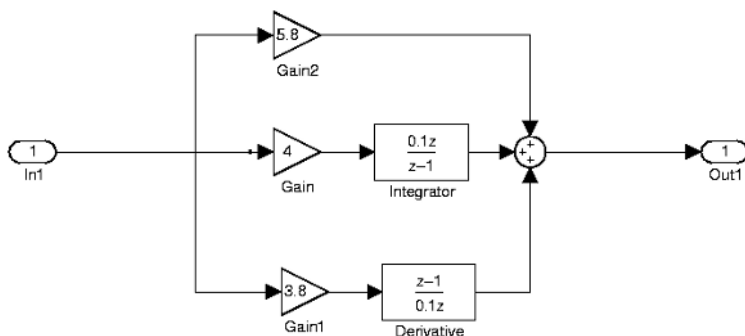 5.8
Gain2
1
In1
4
Gain
0.1z
z−1
Integrator
+
+
+
1
Out1
3.8
Gain1
z−1
0.1z
Derivative